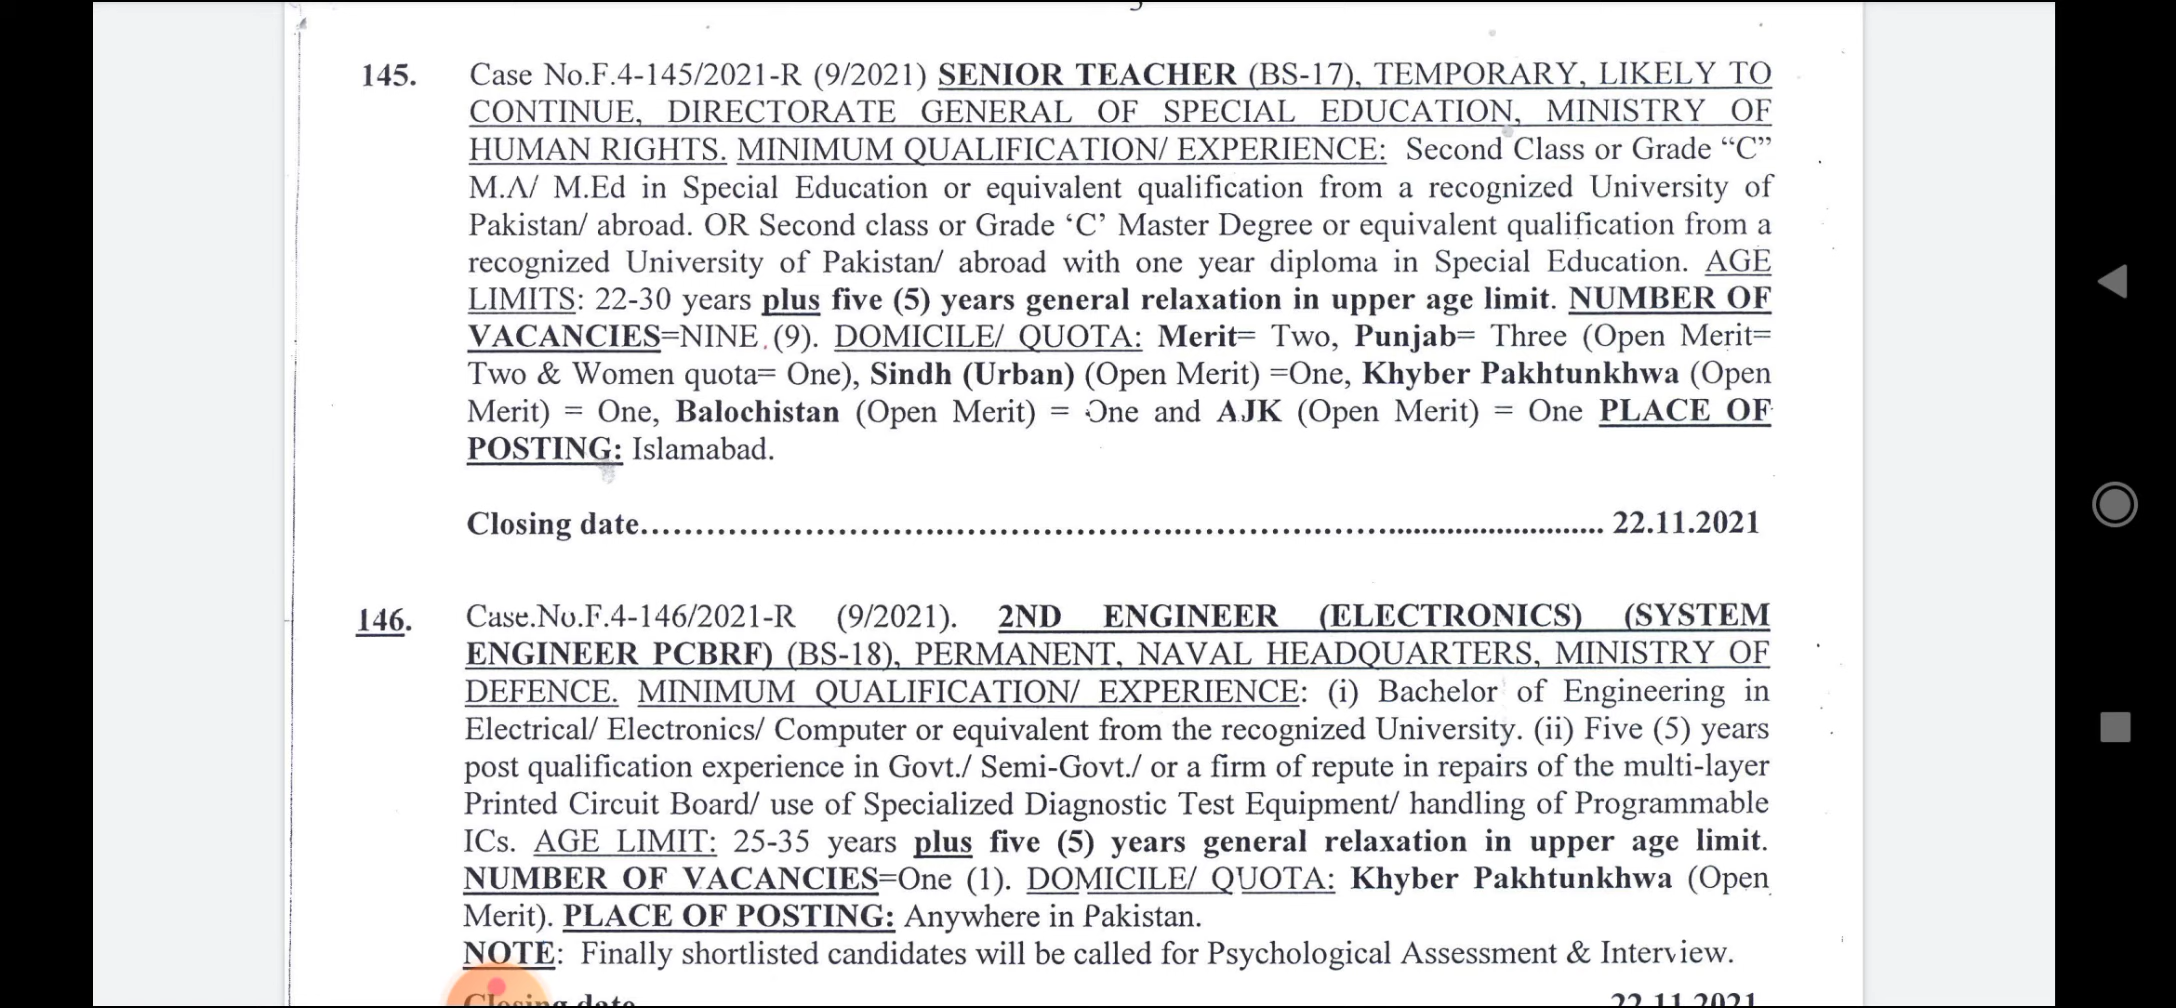 145. Case No.F.4-145/2021-R (9/2021) SENIOR TEACHER (BS-17), TEMPORARY, LIKELY TO
CONTINUE, DIRECTORATE GENERAL OF SPECIAL EDUCATION, MINISTRY OF
HUMAN RIGHTS. MINIMUM QUALIFICATION/ EXPERIENCE: Second Class or Grade “C”
M.A/ M.Ed in Special Education or equivalent qualification from a recognized University of
Pakistan/ abroad. OR Second class or Grade ‘C’ Master Degree or equivalent qualification from a
recognized University of Pakistan/ abroad with one year diploma in Special Education. AGE
LIMITS: 22-30 years plus five (5) years general relaxation in upper age limit. NUMBER OF
VACANCIES=NINE (9). DOMICILE/ QUOTA: Merit= Two, Punjab= Three (Open Merit=
Two & Women quota= One), Sindh (Urban) (Open Merit) =One, Khyber Pakhtunkhwa (Open
Merit) = One, Balochistan (Open Merit) = One and AJK (Open Merit) = One PLACE OF
POSTING: Islamabad.
Closing date.................................................................................................... 22.11.2021
146. Case.No.F.4-146/2021-R (9/2021). 2ND ENGINEER (ELECTRONICS) (SYSTEM
ENGINEER PCBRF) (BS-18), PERMANENT, NAVAL HEADQUARTERS, MINISTRY OF
DEFENCE. MINIMUM QUALIFICATION/ EXPERIENCE: (i) Bachelor of Engineering in
Electrical/ Electronics/ Computer or equivalent from the recognized University. (ii) Five (5) years
post qualification experience in Govt./ Semi-Govt./ or a firm of repute in repairs of the multi-layer
Printed Circuit Board/ use of Specialized Diagnostic Test Equipment/ handling of Programmable
ICs. AGE LIMIT: 25-35 years plus five (5) years general relaxation in upper age limit.
NUMBER OF VACANCIES=One (1). DOMICILE/ QUOTA: Khyber Pakhtunkhwa (Open
Merit). PLACE OF POSTING: Anywhere in Pakistan.
NOTE: Finally shortlisted candidates will be called for Psychological Assessment & Interview.
Closing date 22.11.2021